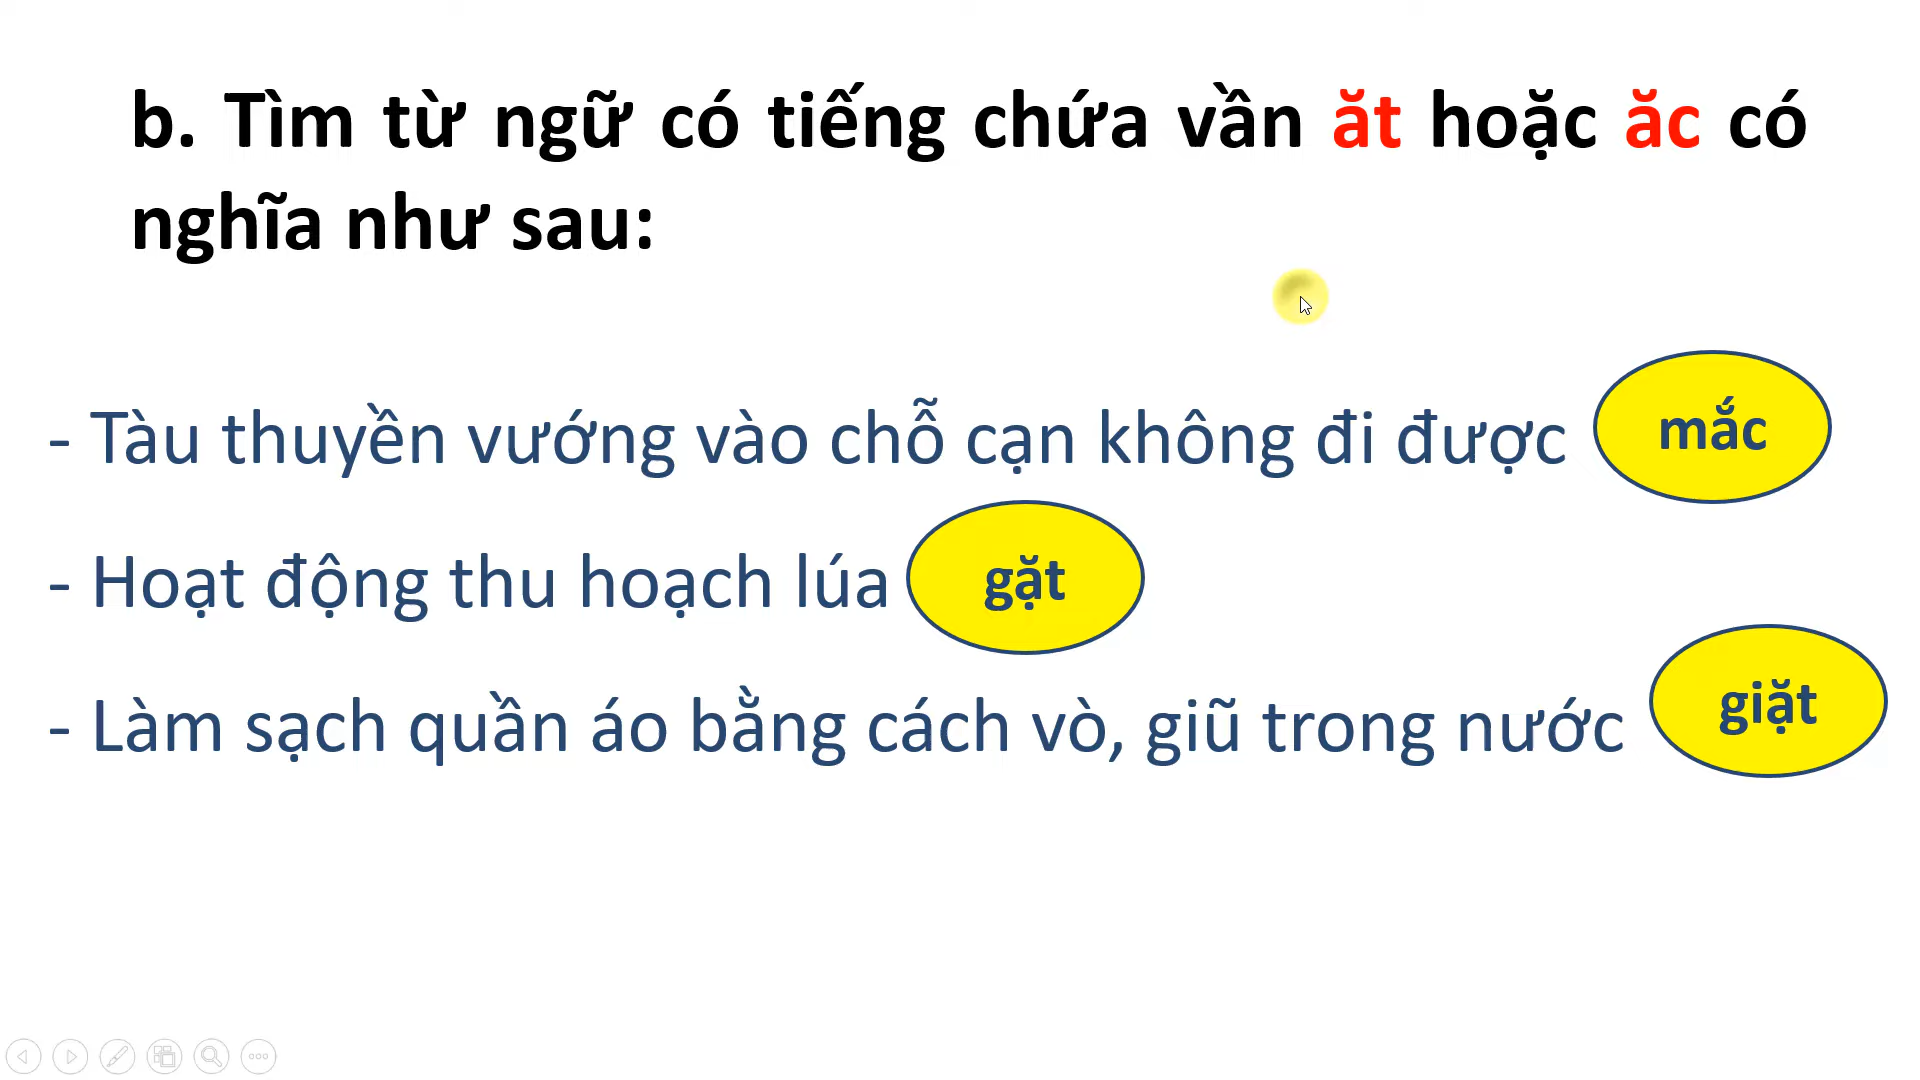 b. Tìm từ ngữ có tiếng chứa vần ăt hoặc ăc có
nghĩa như sau:
- Tàu thuyền vướng vào chỗ cạn không đi được mắc
- Hoạt động thu hoạch lúa gặt
- Làm sạch quần áo bằng cách vò, giũ trong nước giặt